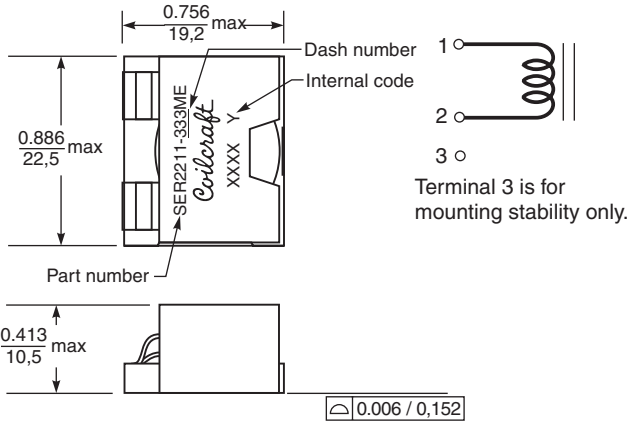 0.756
19,2 max
Dash number
Internal code
0.886
22,5 max
SER2211-333ME
Coilcraft
XXXX Y
Part number
1
2
3
Terminal 3 is for
mounting stability only.
0.413
10,5 max
0.006 / 0,152